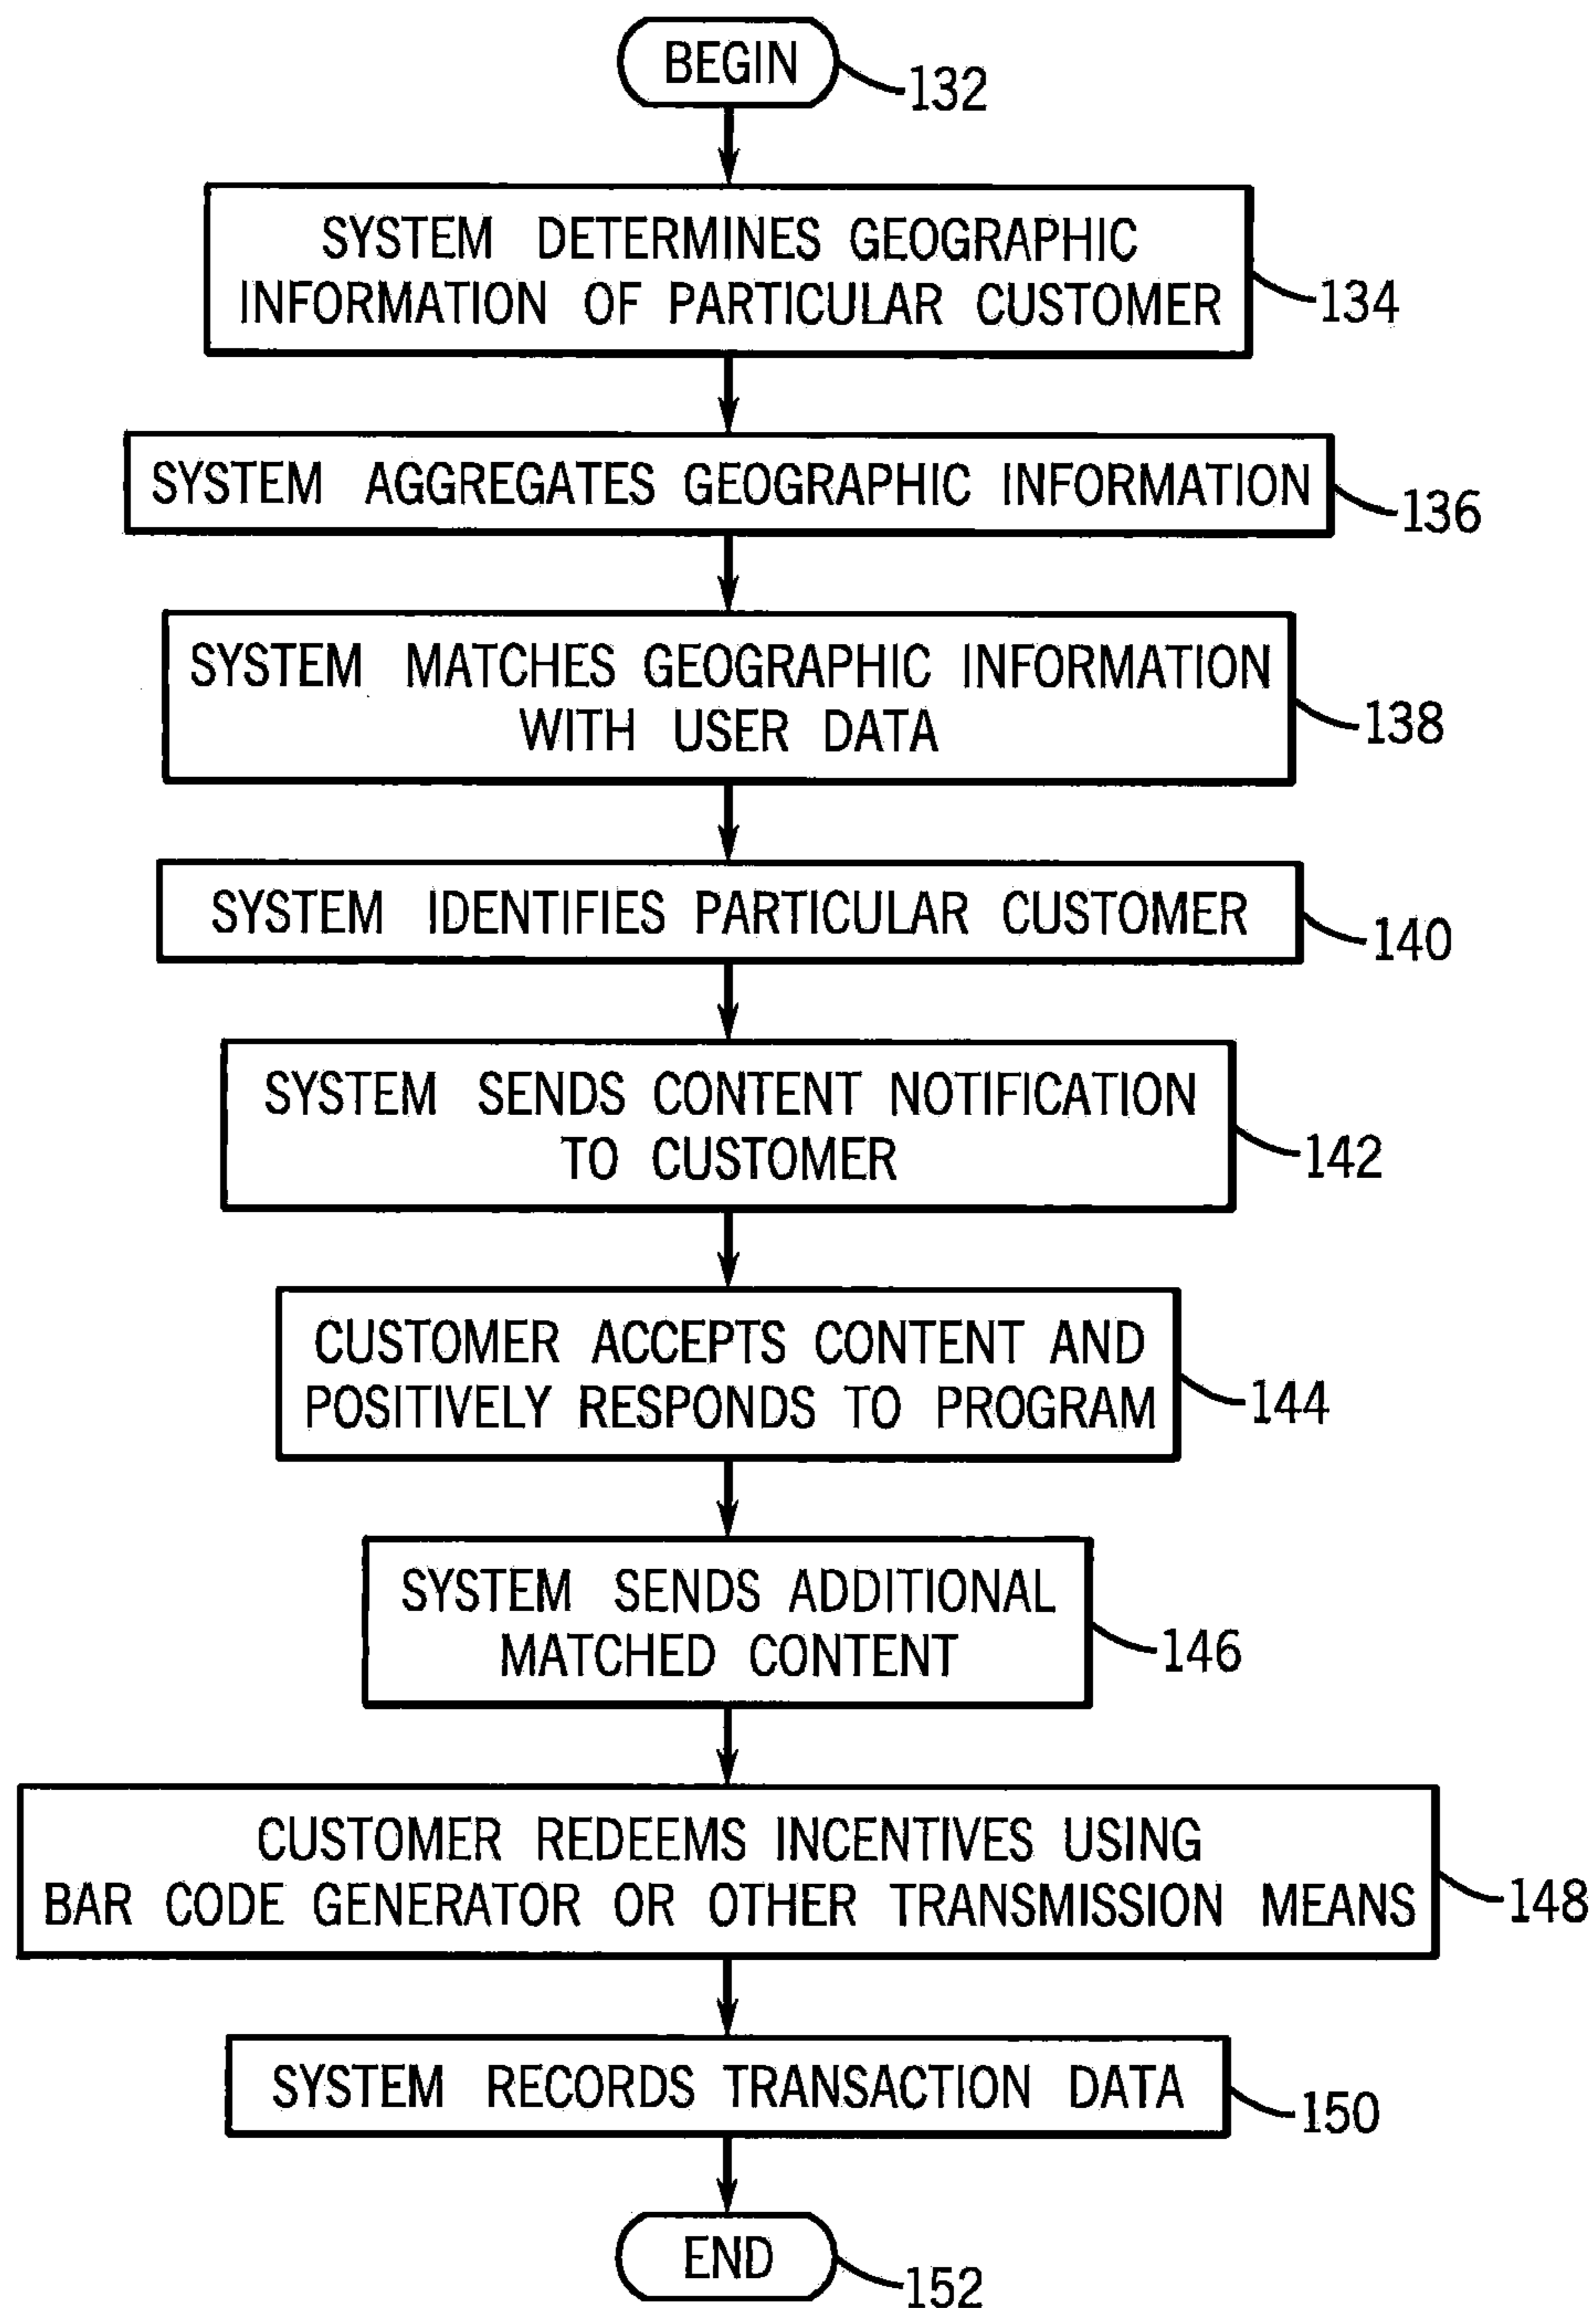 BEGIN
132
SYSTEM DETERMINES GEOGRAPHIC
INFORMATION OF PARTICULAR CUSTOMER
134
SYSTEM AGGREGATES GEOGRAPHIC INFORMATION
136
SYSTEM MATCHES GEOGRAPHIC INFORMATION
WITH USER DATA
138
SYSTEM IDENTIFIES PARTICULAR CUSTOMER
140
SYSTEM SENDS CONTENT NOTIFICATION
TO CUSTOMER
142
CUSTOMER ACCEPTS CONTENT AND
POSITIVELY RESPONDS TO PROGRAM
144
SYSTEM SENDS ADDITIONAL
MATCHED CONTENT
146
CUSTOMER REDEEMS INCENTIVES USING
BAR CODE GENERATOR OR OTHER TRANSMISSION MEANS
148
SYSTEM RECORDS TRANSACTION DATA
150
END
152